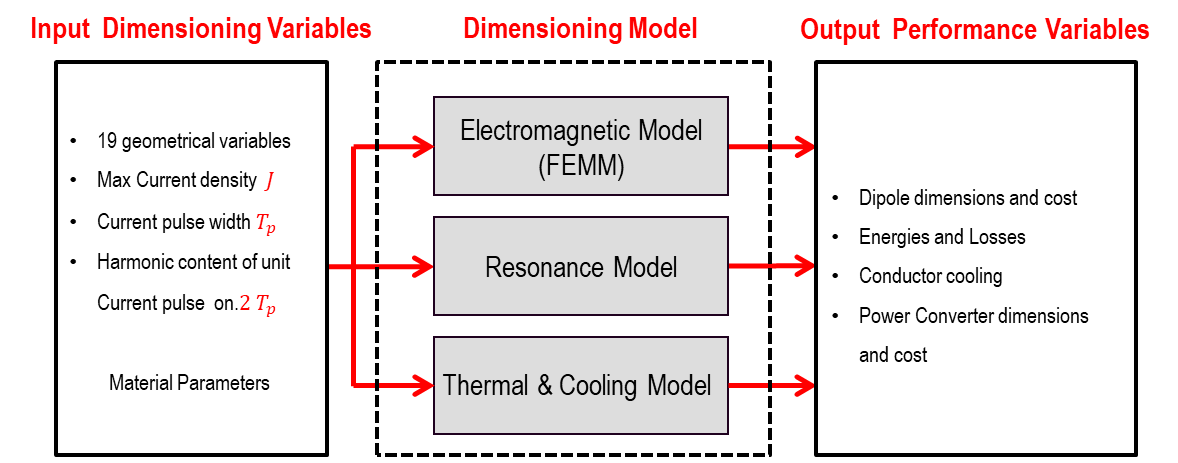 Input Dimensioning Variables
Dimensioning Model
Output Performance Variables
• 19 geometrical variables
• Max Current density J
• Current pulse width Tₚ
• Harmonic content of unit
Current pulse on.2 Tₚ
Material Parameters
Electromagnetic Model
(FEMM)
Resonance Model
Thermal & Cooling Model
• Dipole dimensions and cost
• Energies and Losses
• Conductor cooling
• Power Converter dimensions
and cost